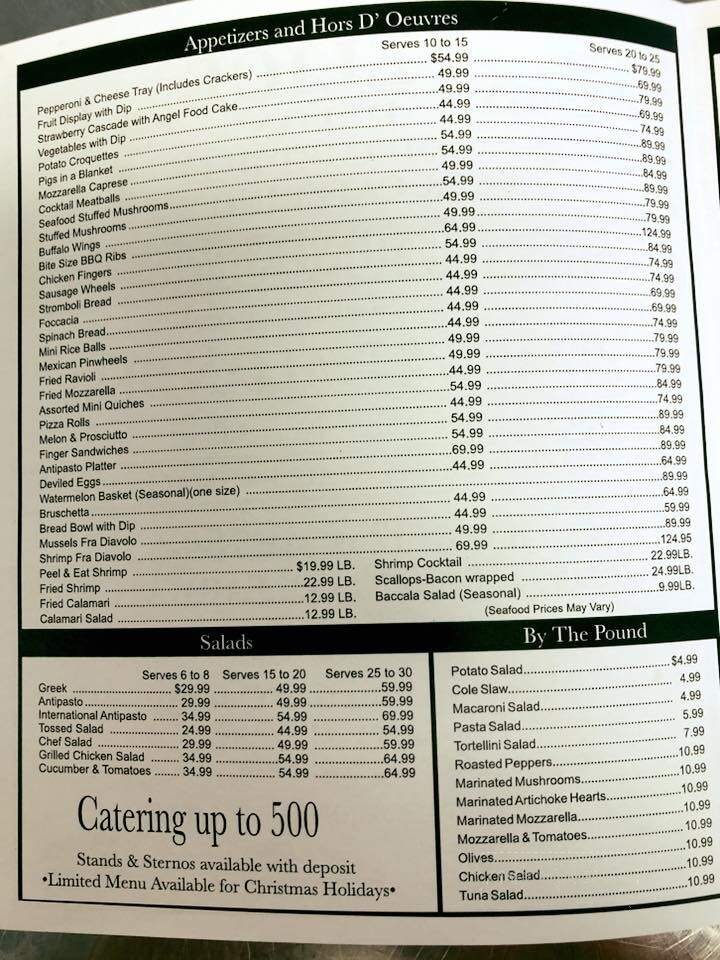 Appetizers and Hors D' Oeuvres
Serves 10 to 15 Serves 20 to 25
Pepperoni & Cheese Tray (Includes Crackers) $54.99 $79.99
Fruit Display with Dip 49.99 69.99
Strawberry Cascade with Angel Food Cake 49.99 79.99
Vegetables with Dip 44.99 69.99
Potato Croquettes 44.99 74.99
Pigs in a Blanket 54.99 89.99
Mozzarella Caprese 54.99 89.99
Cocktail Meatballs 49.99 84.99
Seafood Stuffed Mushrooms 54.99 89.99
Stuffed Mushrooms 49.99 79.99
Buffalo Wings 49.99 79.99
Bite Size BBQ Ribs 64.99 124.99
Chicken Fingers 54.99 84.99
Sausage Wheels 44.99 74.99
Stromboli Bread 44.99 74.99
Foccacia 44.99 69.99
Spinach Bread 44.99 69.99
Mini Rice Balls 44.99 74.99
Mexican Pinwheels 49.99 79.99
Fried Ravioli 49.99 79.99
Fried Mozzarella 44.99 79.99
Assorted Mini Quiches 54.99 84.99
Pizza Rolls 44.99 74.99
Melon & Prosciutto 54.99 89.99
Finger Sandwiches 54.99 84.99
Antipasto Platter 69.99 89.99
Deviled Eggs 44.99 64.99
Watermelon Basket (Seasonal)(one size) 89.99
Bruschetta 44.99 64.99
Bread Bowl with Dip 44.99 59.99
Mussels Fra Diavolo 49.99 89.99
Shrimp Fra Diavolo 69.99 124.95
Peel & Eat Shrimp $19.99 LB.
Fried Shrimp 22.99 LB.
Fried Calamari 12.99 LB.
Calamari Salad 12.99 LB.
Shrimp Cocktail 22.99LB.
Scallops-Bacon wrapped 24.99LB.
Baccala Salad (Seasonal) 9.99LB.
(Seafood Prices May Vary)
Salads
Serves 6 to 8 Serves 15 to 20 Serves 25 to 30
Greek $29.99 49.99 59.99
Antipasto 29.99 49.99 59.99
International Antipasto 34.99 54.99 69.99
Tossed Salad 24.99 44.99 54.99
Chef Salad 29.99 49.99 59.99
Grilled Chicken Salad 34.99 54.99 64.99
Cucumber & Tomatoes 34.99 54.99 64.99
Catering up to 500
Stands & Sternos available with deposit
•Limited Menu Available for Christmas Holidays•
By The Pound
Potato Salad $4.99
Cole Slaw 4.99
Macaroni Salad 4.99
Pasta Salad 5.99
Tortellini Salad 7.99
Roasted Peppers 10.99
Marinated Mushrooms 10.99
Marinated Artichoke Hearts 10.99
Marinated Mozzarella 10.99
Mozzarella & Tomatoes 10.99
Olives 10.99
Chicken Salad 10.99
Tuna Salad 10.99